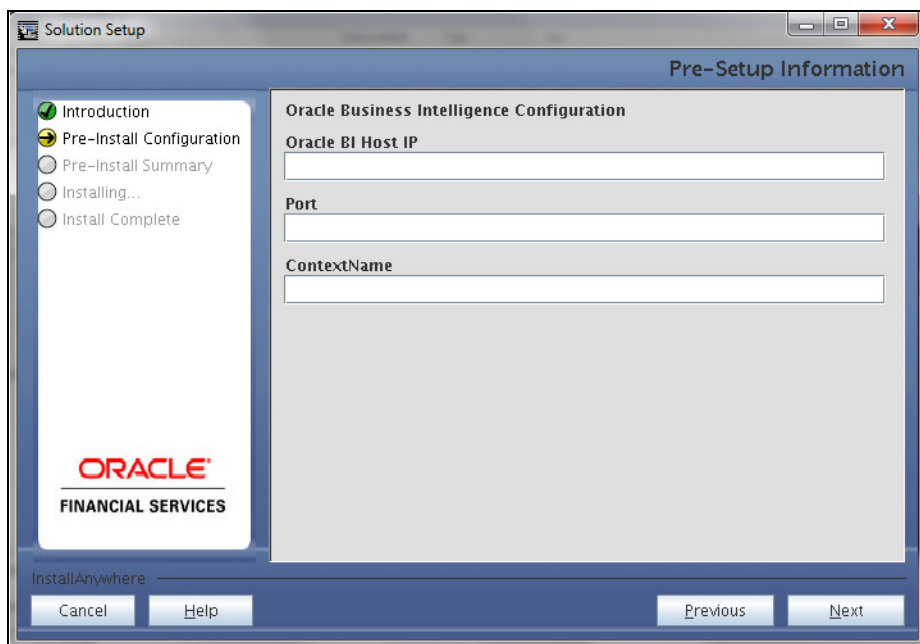 Solution Setup
Pre-Setup Information
Introduction
Pre-Install Configuration
Pre-Install Summary
Installing...
Install Complete
ORACLE
FINANCIAL SERVICES
Oracle Business Intelligence Configuration
Oracle BI Host IP
Port
ContextName
InstallAnywhere
Cancel
Help
Previous
Next